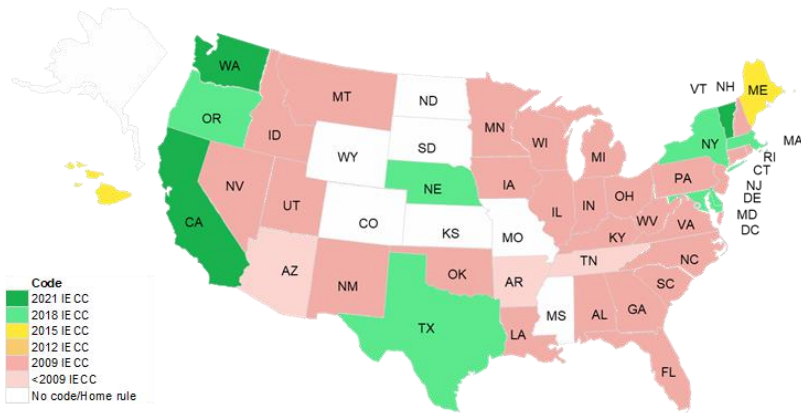 WA
MT
ND
VT
NH
ME
OR
ID
MN
SD
WI
NY
MA
WY
MI
RI
CT
NE
IA
PA
NJ
NV
UT
CO
IL
IN
OH
DE
CA
KS
MO
WV
VA
MD
KY
DC
AZ
NM
OK
AR
TN
NC
SC
MS
AL
GA
TX
LA
FL
Code
2021 IECC
2018 IECC
2015 IECC
2012 IECC
2009 IECC
<2009 IECC
No code/Home rule